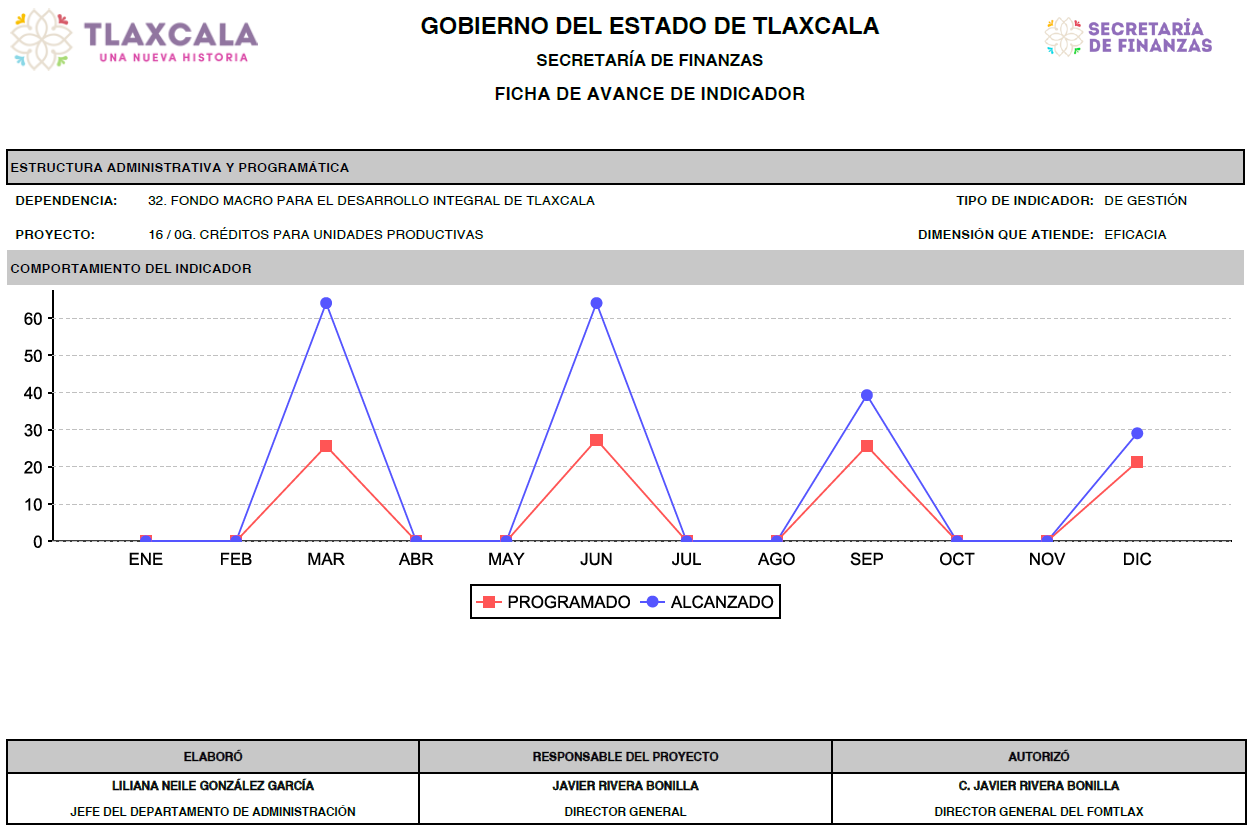 TLAXCALA
UNA NUEVA HISTORIA
GOBIERNO DEL ESTADO DE TLAXCALA
SECRETARÍA DE FINANZAS
FICHA DE AVANCE DE INDICADOR
SECRETARÍA
DE FINANZAS
ESTRUCTURA ADMINISTRATIVA Y PROGRAMÁTICA
DEPENDENCIA: 32. FONDO MACRO PARA EL DESARROLLO INTEGRAL DE TLAXCALA TIPO DE INDICADOR: DE GESTIÓN
PROYECTO: 16 / 0G. CRÉDITOS PARA UNIDADES PRODUCTIVAS DIMENSIÓN QUE ATIENDE: EFICACIA
COMPORTAMIENTO DEL INDICADOR
60
50
40
30
20
10
0
ENE FEB MAR ABR MAY JUN JUL AGO SEP OCT NOV DIC
PROGRAMADO ALCANZADO
ELABORÓ RESPONSABLE DEL PROYECTO AUTORIZÓ
LILIANA NEILE GONZÁLEZ GARCÍA JAVIER RIVERA BONILLA C. JAVIER RIVERA BONILLA
JEFE DEL DEPARTAMENTO DE ADMINISTRACIÓN DIRECTOR GENERAL DIRECTOR GENERAL DEL FOMTLAX